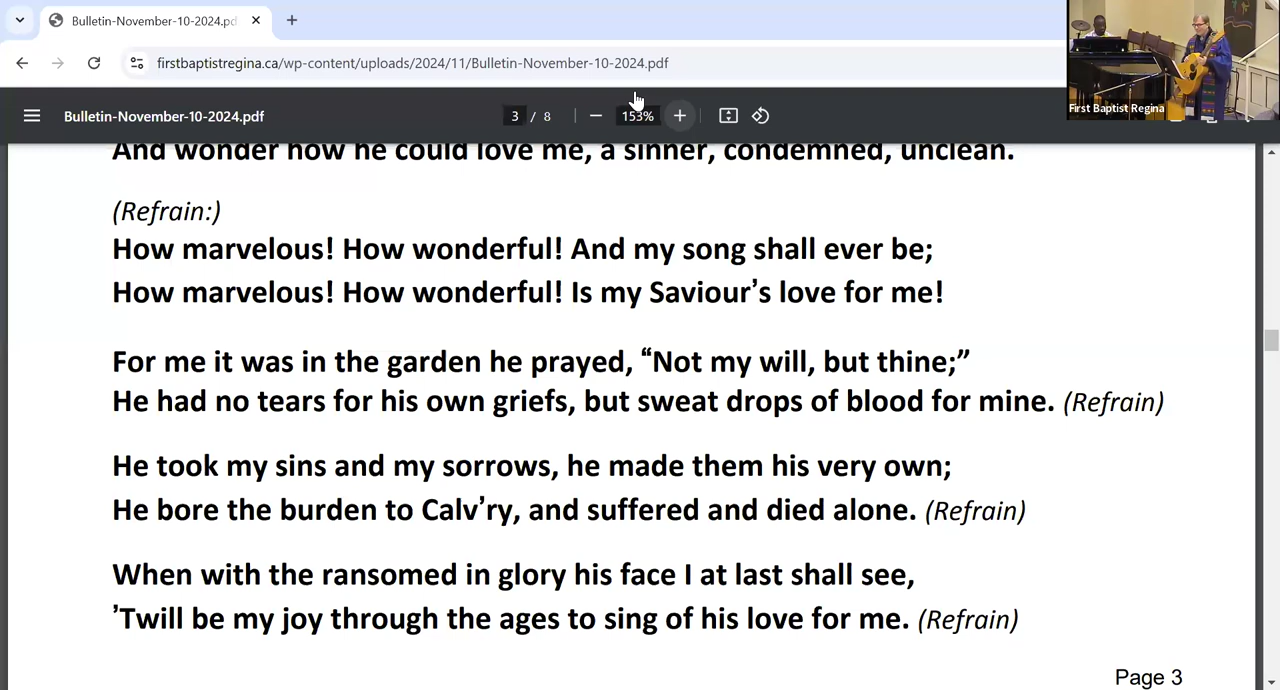 Bulletin-November-10-2024.pd
firstbaptistregina.ca/wp-content/uploads/2024/11/Bulletin-November-10-2024.pdf
First Baptist Regina
Bulletin-November-10-2024.pdf
3 / 8
153%
And wonder how he could love me, a sinner, condemned, unclean.
(Refrain:)
How marvelous! How wonderful! And my song shall ever be;
How marvelous! How wonderful! Is my Saviour’s love for me!
For me it was in the garden he prayed, “Not my will, but thine;”
He had no tears for his own griefs, but sweat drops of blood for mine. (Refrain)
He took my sins and my sorrows, he made them his very own;
He bore the burden to Calv’ry, and suffered and died alone. (Refrain)
When with the ransomed in glory his face I at last shall see,
’Twill be my joy through the ages to sing of his love for me. (Refrain)
Page 3